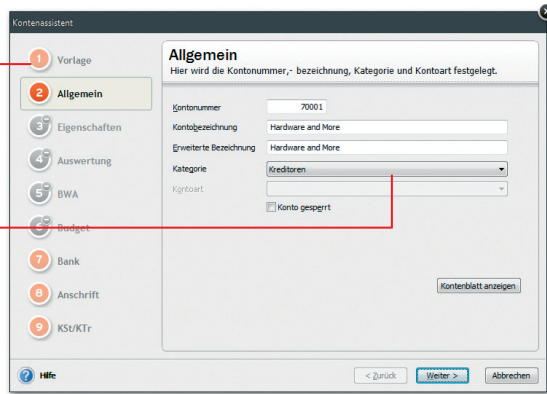 Kontenassistent
1 Vorlage
2 Allgemein
3 Eigenschaften
4 Auswertung
5 BWA
6 Budget
7 Bank
8 Anschrift
9 KSt/KTr
Allgemein
Hier wird die Kontonummer,- bezeichnung, Kategorie und Kontoart festgelegt.
Kontonummer 70001
Kontobezeichnung Hardware and More
Erweiterte Bezeichnung Hardware and More
Kategorie Kreditoren
Kontoart
Konto gesperrt
Kontenblatt anzeigen
Hilfe
< Zurück Weiter > Abbrechen